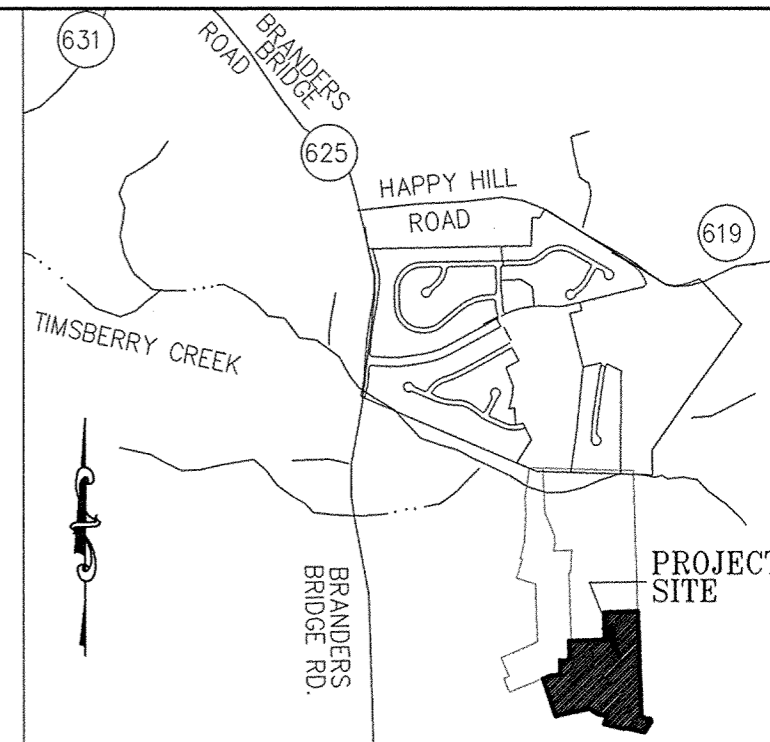 631
BRANDERS
BRIDGE
ROAD
625
HAPPY HILL
ROAD
619
TIMSBERRY CREEK
PROJECT
SITE
BRANDERS
BRIDGE RD.